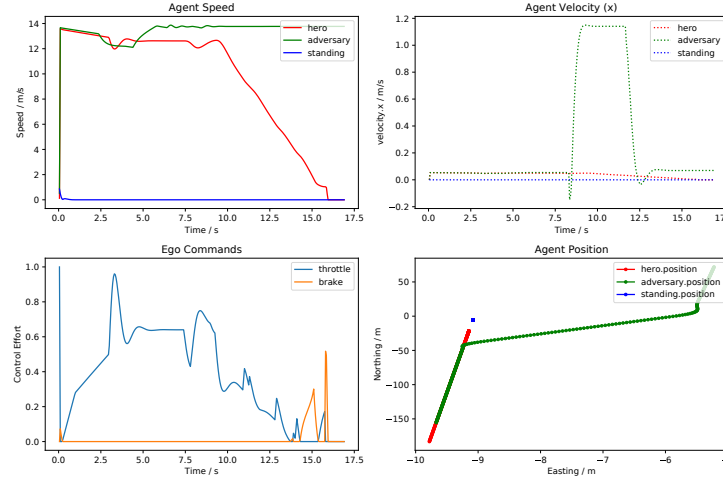 Agent Speed
Speed / m/s
14
12
10
8
6
4
2
0
hero
adversary
standing
0.0 2.5 5.0 7.5 10.0 12.5 15.0 17.5
Time / s
Agent Velocity (x)
velocity.x / m/s
1.2
1.0
0.8
0.6
0.4
0.2
0.0
−0.2
hero
adversary
standing
0.0 2.5 5.0 7.5 10.0 12.5 15.0 17.5
Time / s
Ego Commands
Control Effort
1.0
0.8
0.6
0.4
0.2
0.0
throttle
brake
0.0 2.5 5.0 7.5 10.0 12.5 15.0 17.5
Time / s
Agent Position
Northing / m
50
0
−50
−100
−150
hero.position
adversary.position
standing.position
−10 −9 −8 −7 −6
Easting / m